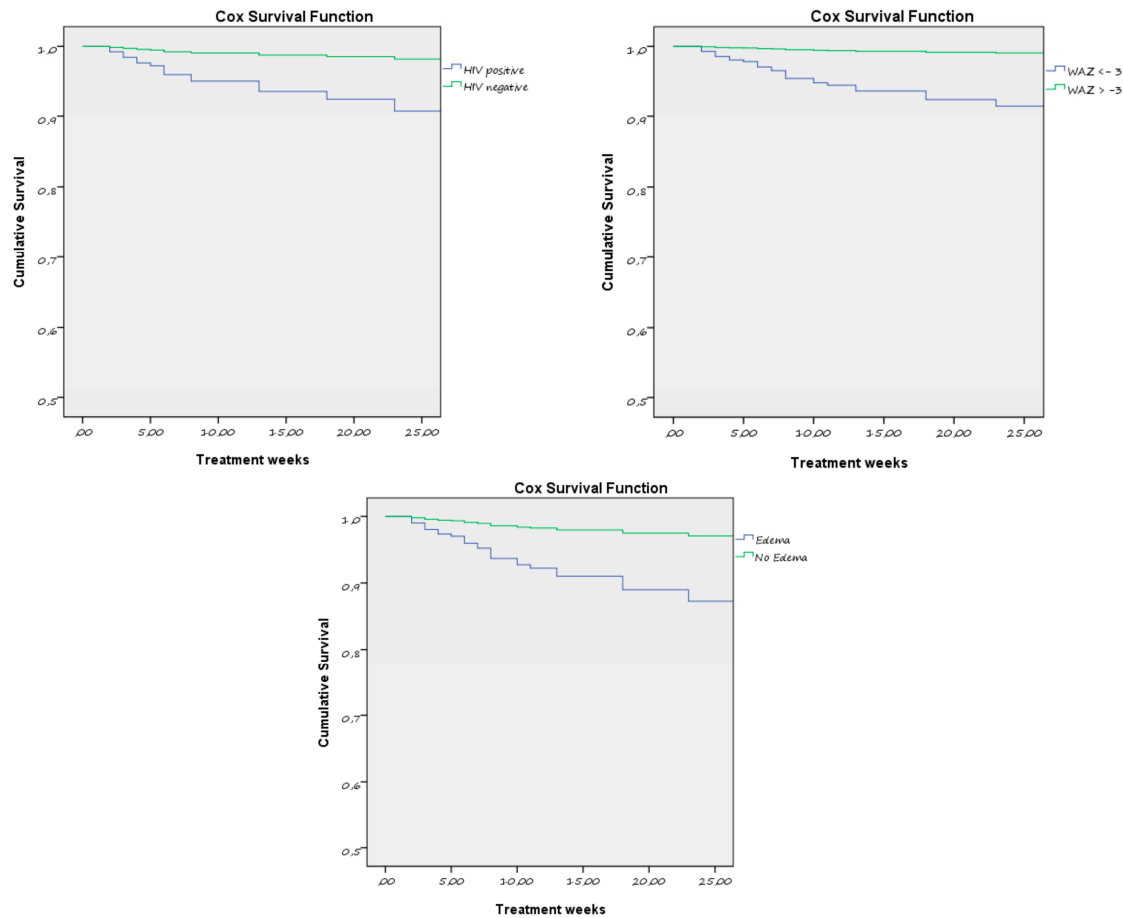 Cox Survival Function
Cumulative Survival
1,0
0,9
0,8
0,7
0,6
0,5
,00 5,00 10,00 15,00 20,00 25,00
Treatment weeks
HIV positive
HIV negative
Cox Survival Function
Cumulative Survival
1,0
0,9
0,8
0,7
0,6
0,5
,00 5,00 10,00 15,00 20,00 25,00
Treatment weeks
WAZ <- 3
WAZ > -3
Cox Survival Function
Cumulative Survival
1,0
0,9
0,8
0,7
0,6
0,5
,00 5,00 10,00 15,00 20,00 25,00
Treatment weeks
Edema
No Edema